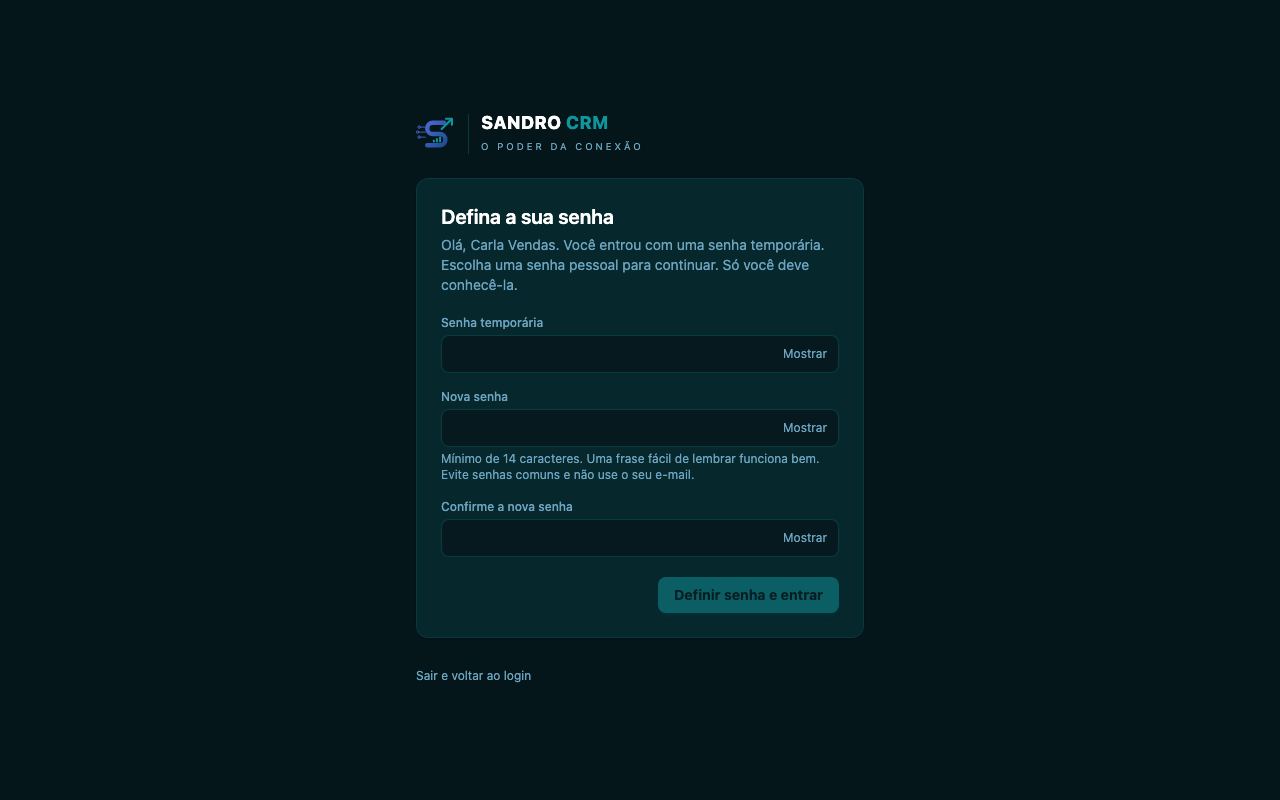 SANDRO CRM
O PODER DA CONEXÃO
Defina a sua senha
Olá, Carla Vendas. Você entrou com uma senha temporária.
Escolha uma senha pessoal para continuar. Só você deve
conhecê-la.
Senha temporária
Mostrar
Nova senha
Mostrar
Mínimo de 14 caracteres. Uma frase fácil de lembrar funciona bem.
Evite senhas comuns e não use o seu e-mail.
Confirme a nova senha
Mostrar
Definir senha e entrar
Sair e voltar ao login